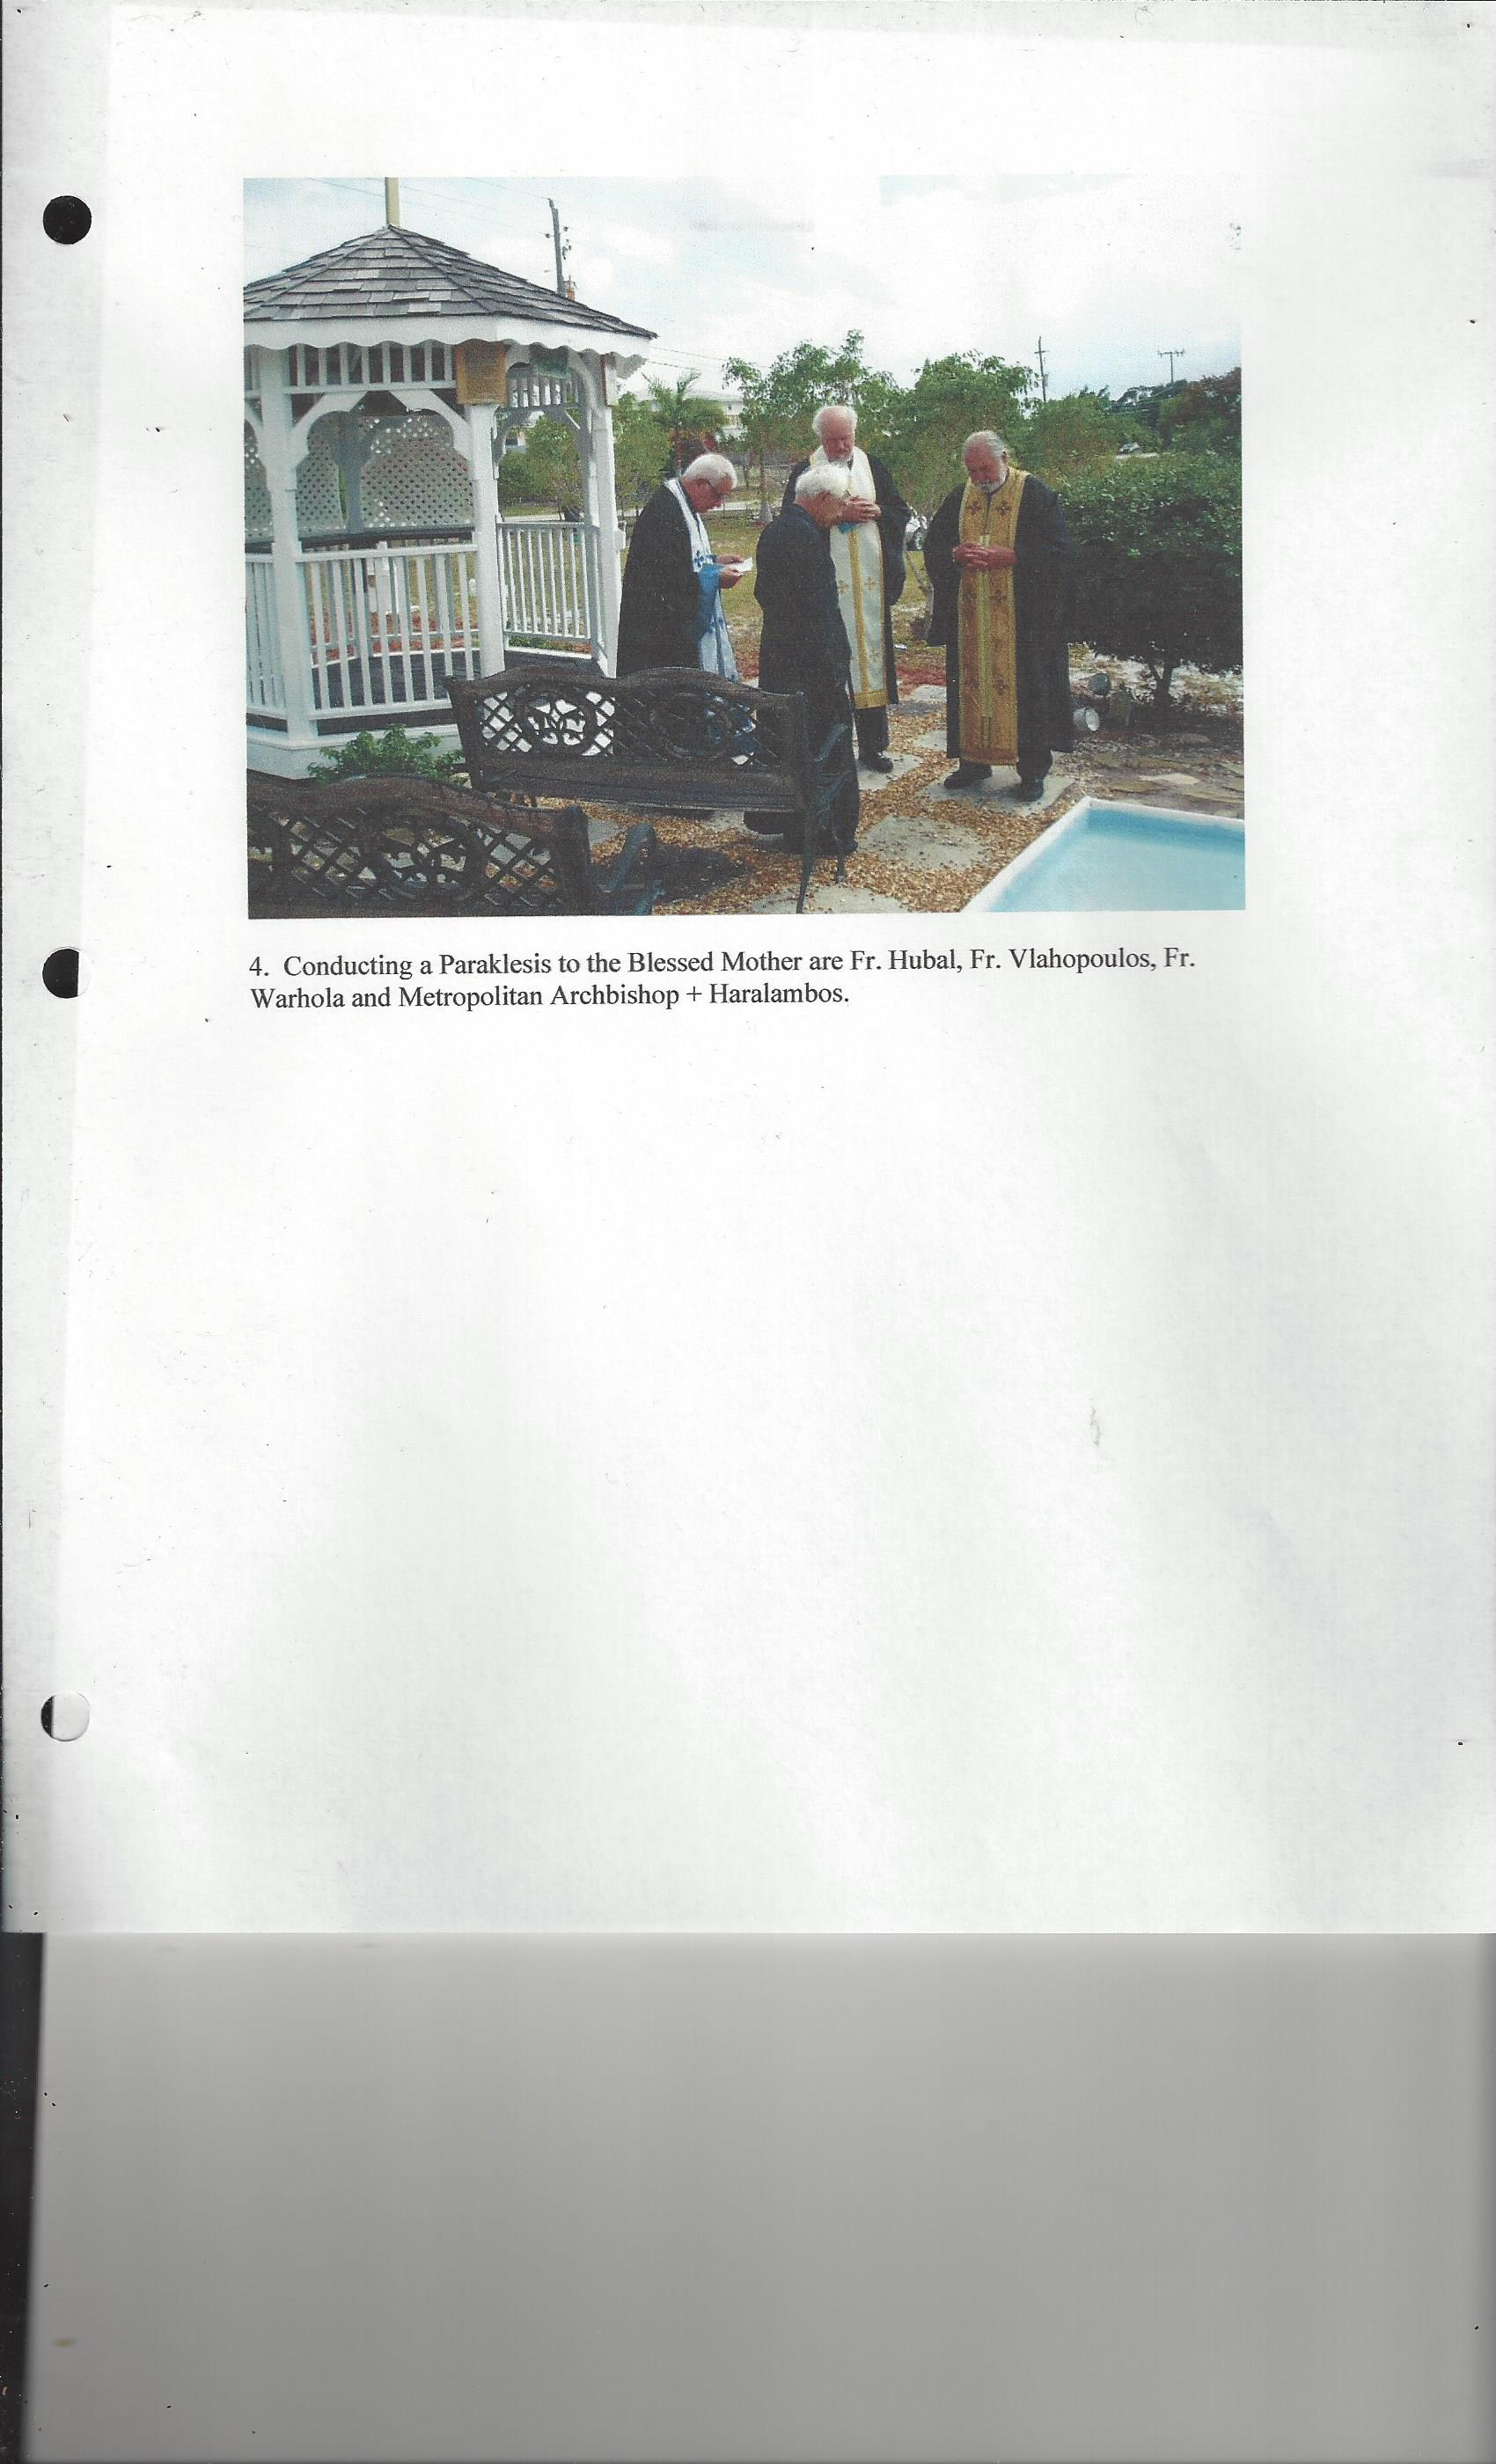 4.  Conducting a Paraklesis to the Blessed Mother are Fr. Hubal, Fr. Vlahopoulos, Fr.
Warhola and Metropolitan Archbishop + Haralambos.